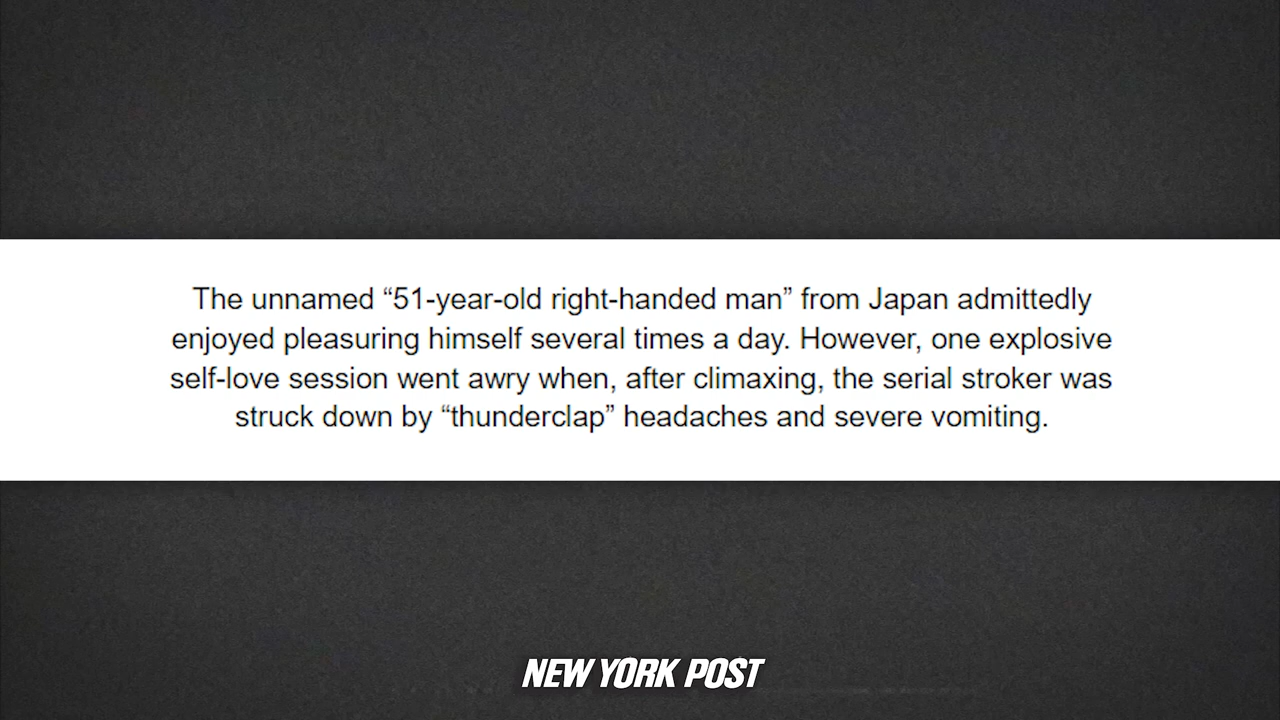 The unnamed “51-year-old right-handed man” from Japan admittedly
enjoyed pleasuring himself several times a day. However, one explosive
self-love session went awry when, after climaxing, the serial stroker was
struck down by “thunderclap” headaches and severe vomiting.
NEW YORK POST